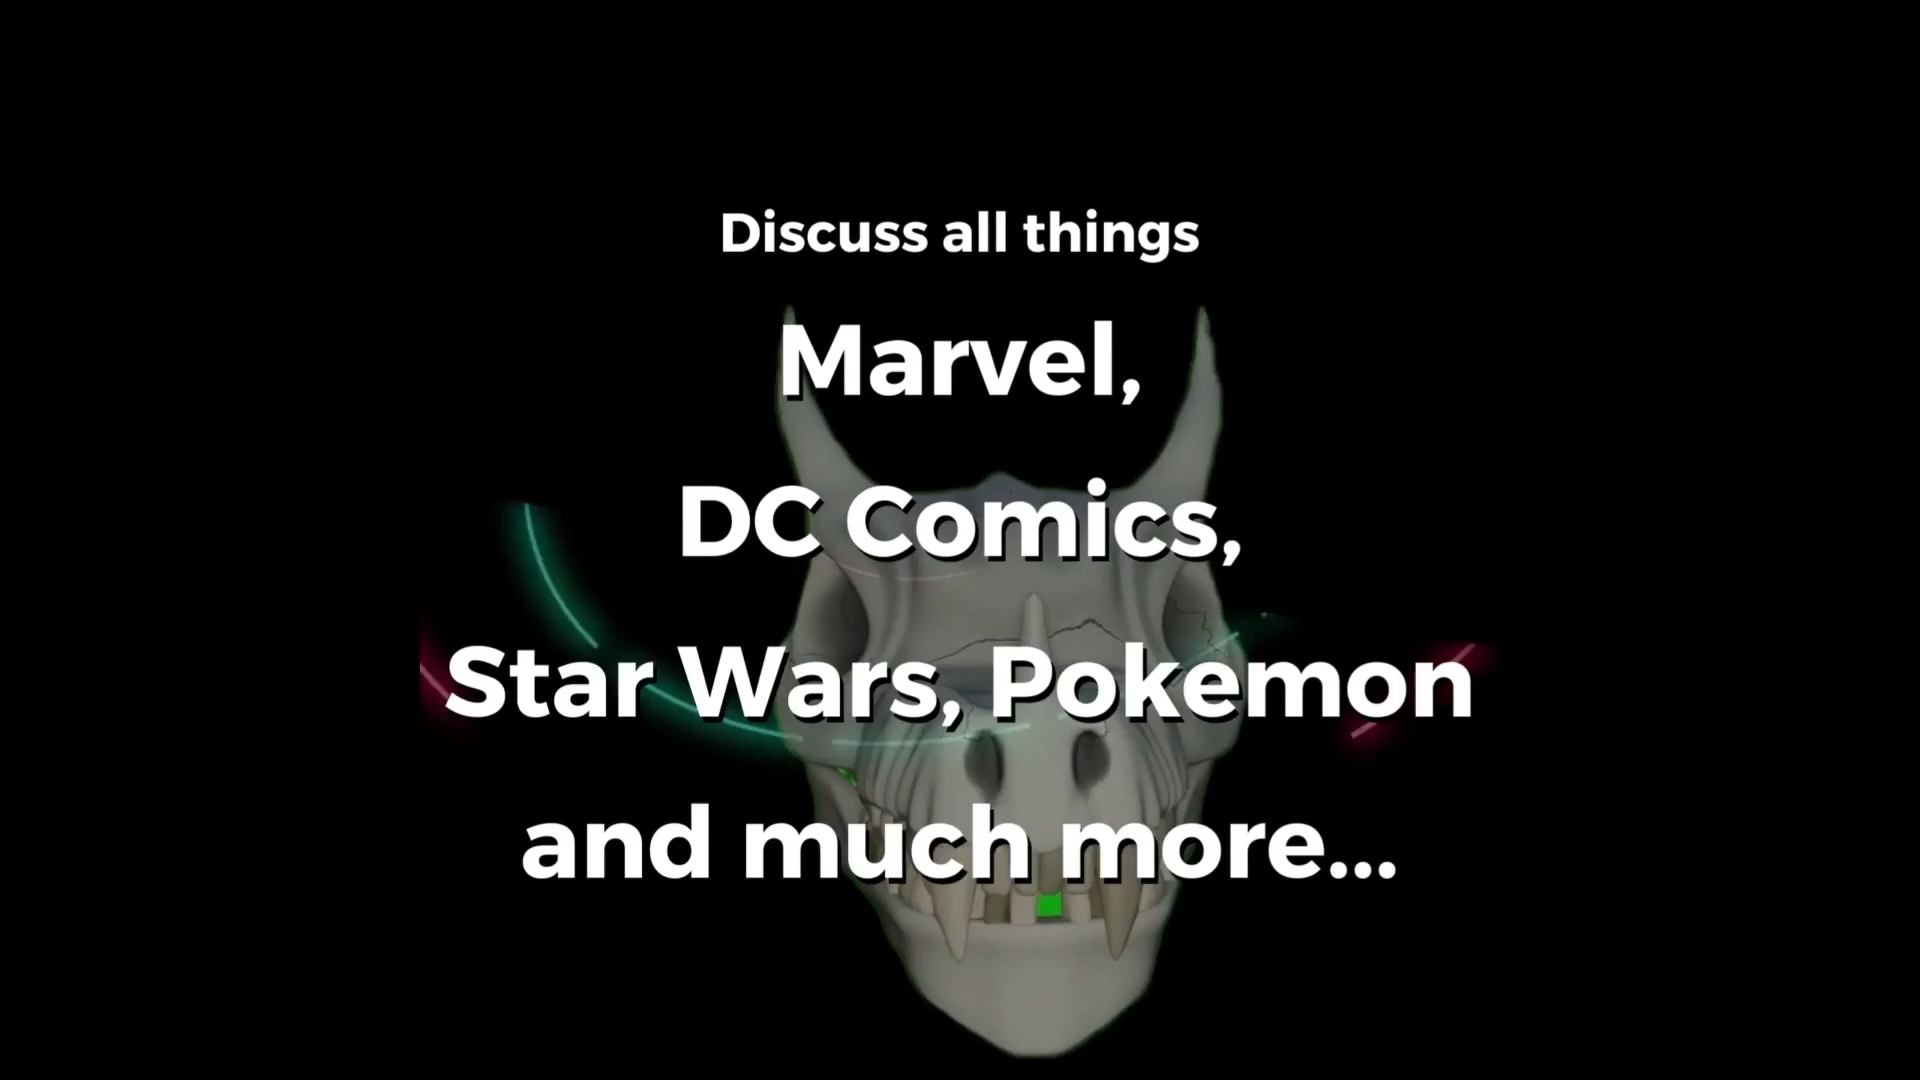 Discuss all things
Marvel,
DC Comics,
Star Wars, Pokemon
and much more...